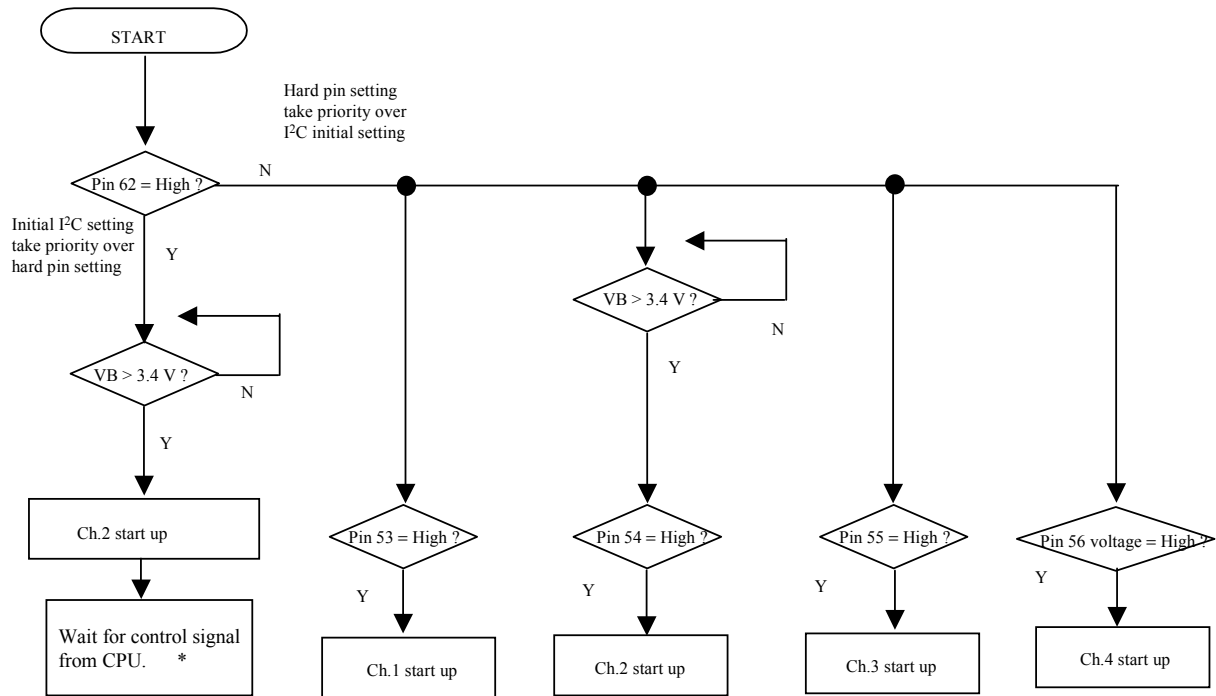 START
Hard pin setting
take priority over
I²C initial setting
Pin 62 = High ?
N
Initial I²C setting
take priority over
hard pin setting
Y
VB > 3.4 V ?
N
Y
VB > 3.4 V ?
N
Y
Ch.2 start up
Wait for control signal
from CPU. *
Pin 53 = High ?
Y
Ch.1 start up
Pin 54 = High ?
Y
Ch.2 start up
Pin 55 = High ?
Y
Ch.3 start up
Pin 56 voltage = High ?
Y
Ch.4 start up